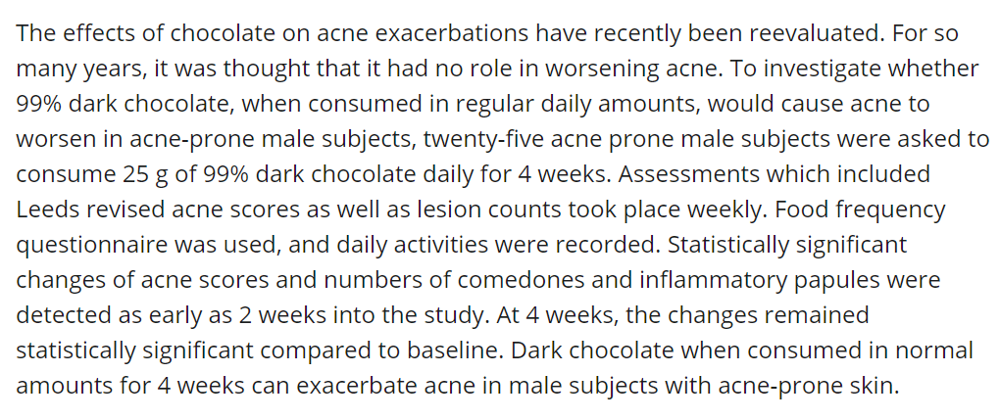 The effects of chocolate on acne exacerbations have recently been reevaluated. For so
many years, it was thought that it had no role in worsening acne. To investigate whether
99% dark chocolate, when consumed in regular daily amounts, would cause acne to
worsen in acne-prone male subjects, twenty-five acne prone male subjects were asked to
consume 25 g of 99% dark chocolate daily for 4 weeks. Assessments which included
Leeds revised acne scores as well as lesion counts took place weekly. Food frequency
questionnaire was used, and daily activities were recorded. Statistically significant
changes of acne scores and numbers of comedones and inflammatory papules were
detected as early as 2 weeks into the study. At 4 weeks, the changes remained
statistically significant compared to baseline. Dark chocolate when consumed in normal
amounts for 4 weeks can exacerbate acne in male subjects with acne-prone skin.